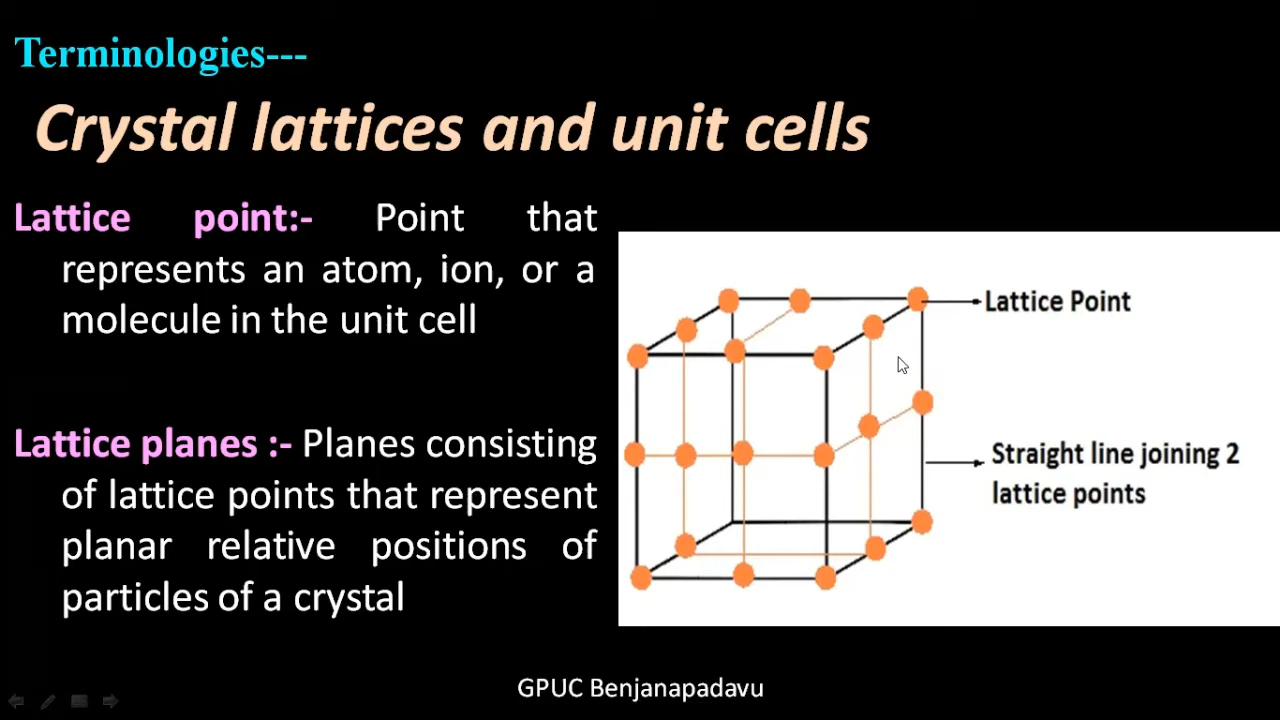 Terminologies---
Crystal lattices and unit cells
Lattice point:- Point that
represents an atom, ion, or a
molecule in the unit cell
Lattice planes :- Planes consisting
of lattice points that represent
planar relative positions of
particles of a crystal
Lattice Point
Straight line joining 2
lattice points
GPUC Benjanapadavu